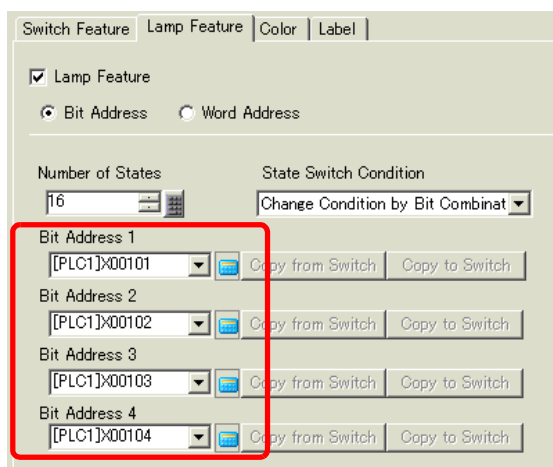 Switch Feature Lamp Feature Color Label
Lamp Feature
Bit Address Word Address
Number of States State Switch Condition
16 Change Condition by Bit Combinat
Bit Address 1
[PLC1]X00101 Copy from Switch Copy to Switch
Bit Address 2
[PLC1]X00102 Copy from Switch Copy to Switch
Bit Address 3
[PLC1]X00103 Copy from Switch Copy to Switch
Bit Address 4
[PLC1]X00104 Copy from Switch Copy to Switch